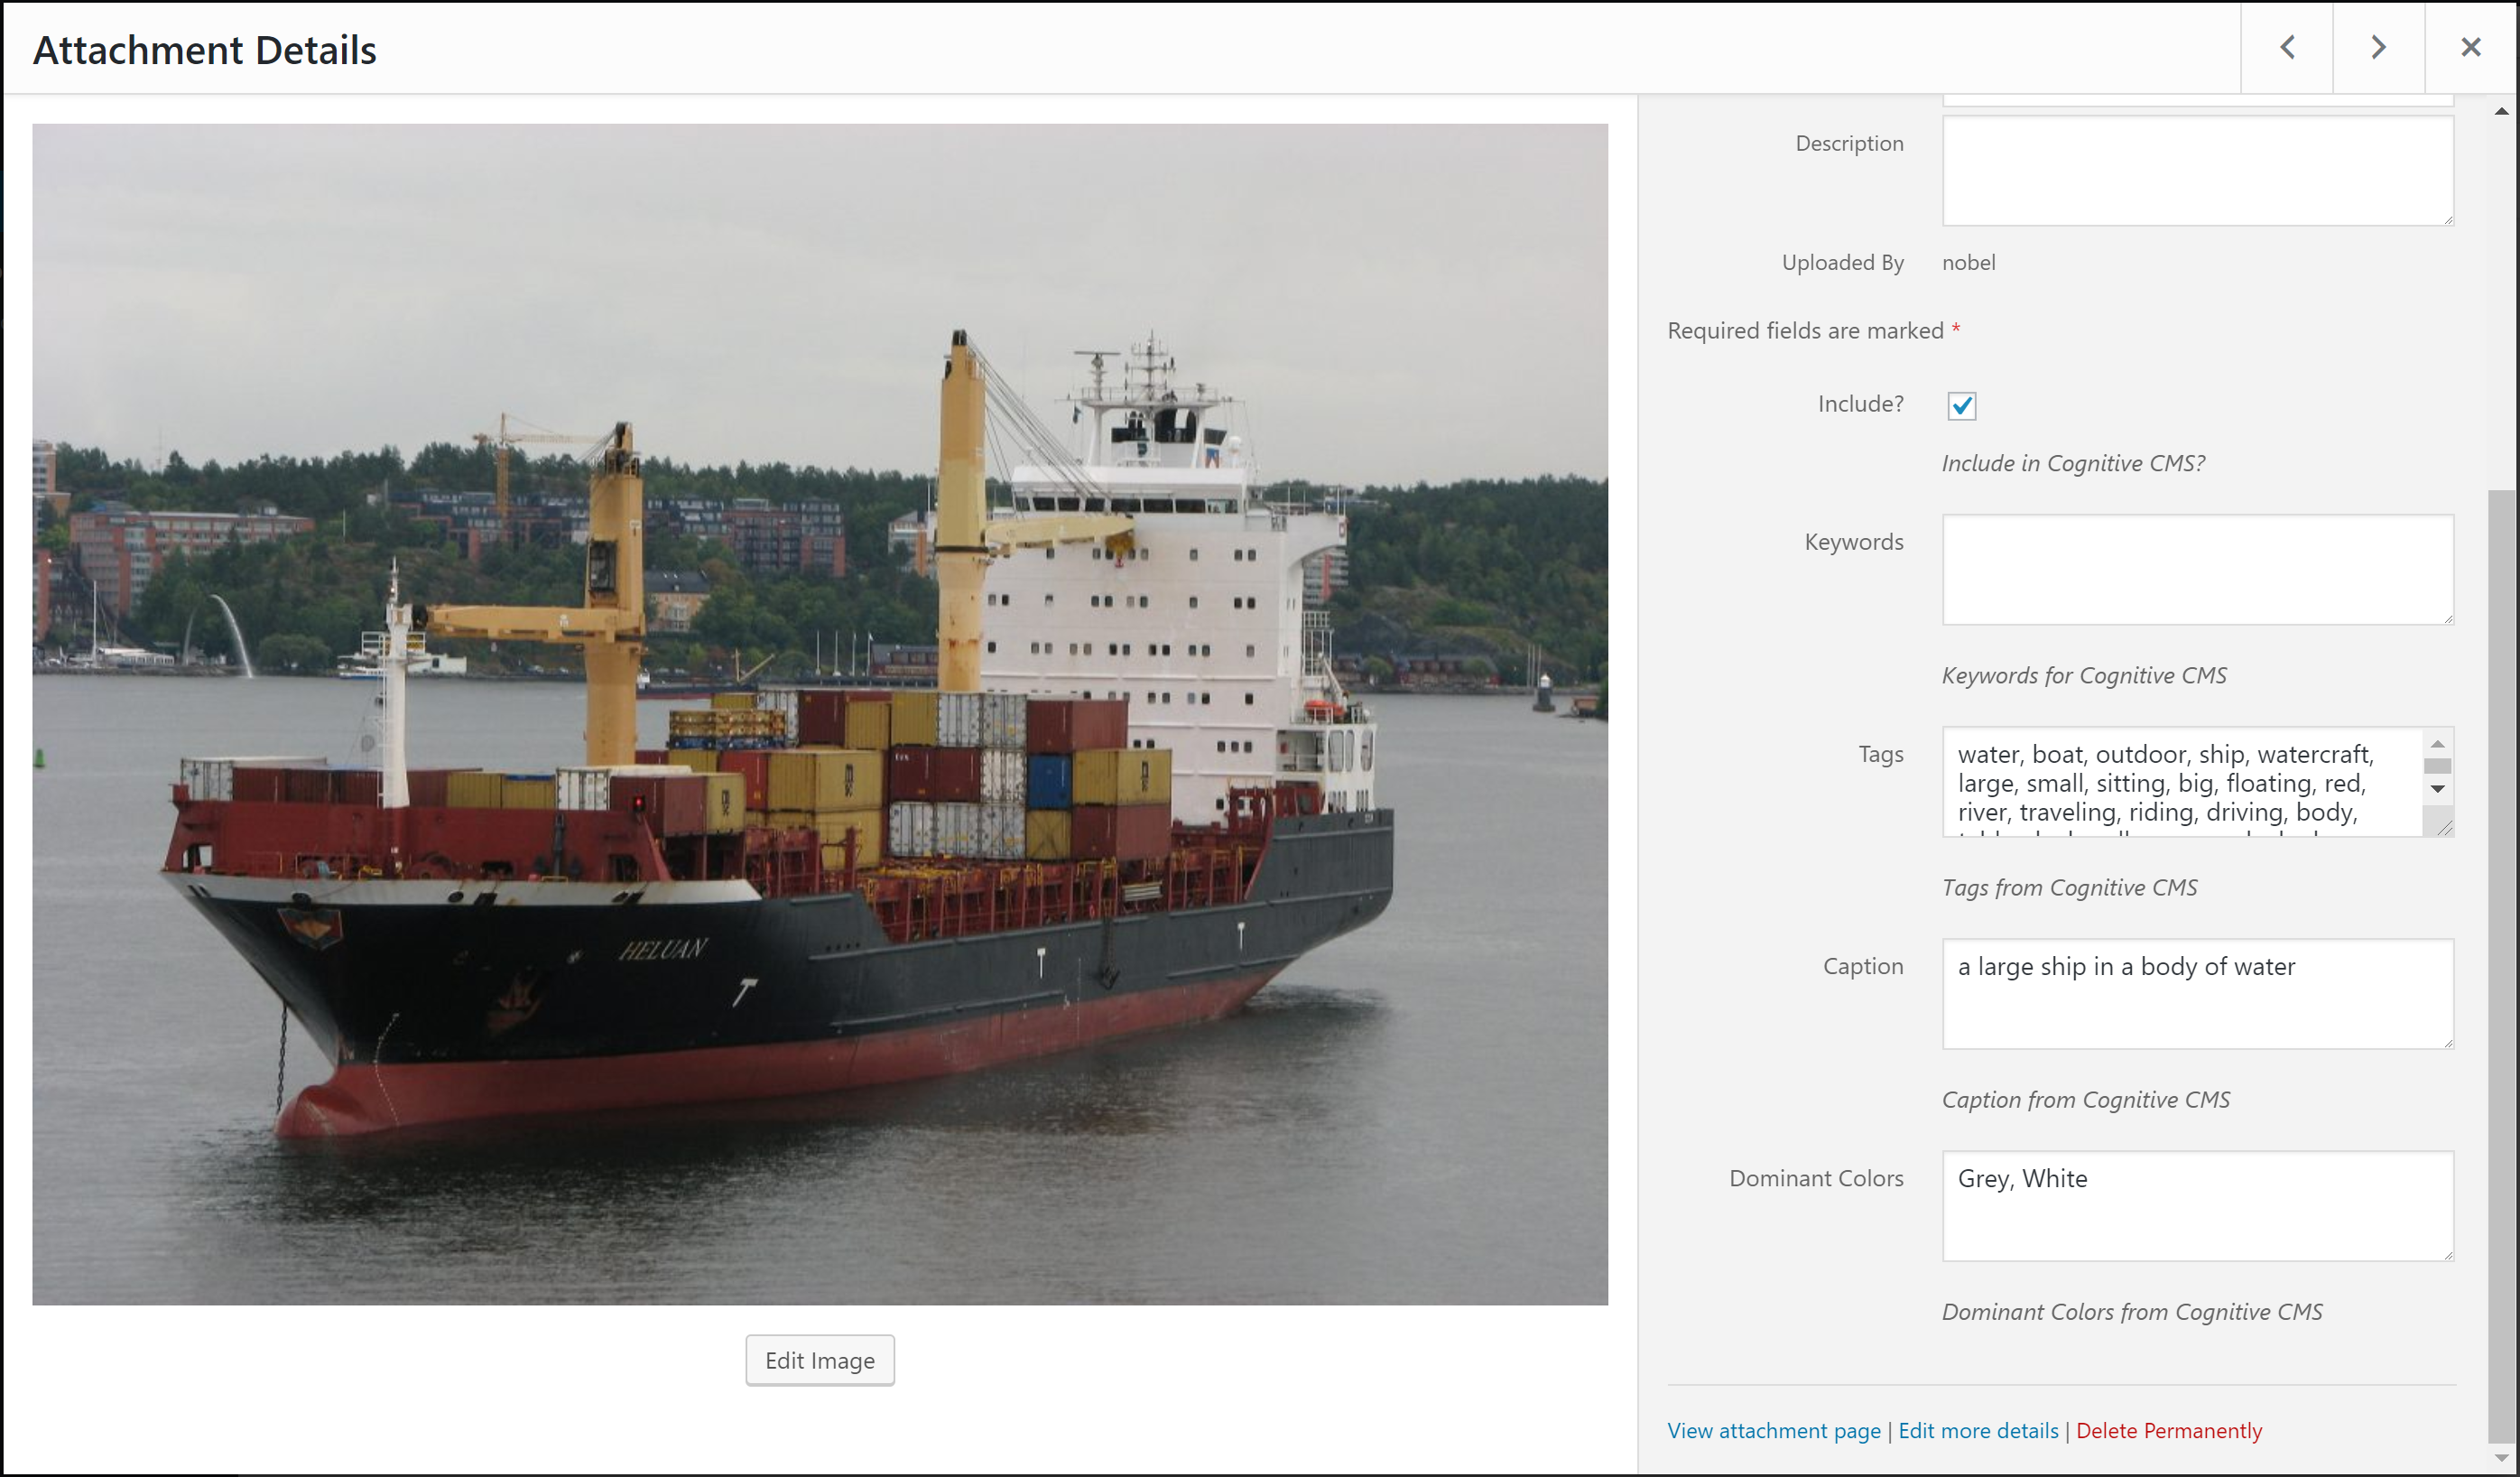 Attachment Details
HELUAN
Edit Image
Description
Uploaded By nobel
Required fields are marked *
Include?
Include in Cognitive CMS?
Keywords
Keywords for Cognitive CMS
Tags
water, boat, outdoor, ship, watercraft,
large, small, sitting, big, floating, red,
river, traveling, riding, driving, body,
Tags from Cognitive CMS
Caption
a large ship in a body of water
Caption from Cognitive CMS
Dominant Colors
Grey, White
Dominant Colors from Cognitive CMS
View attachment page | Edit more details | Delete Permanently